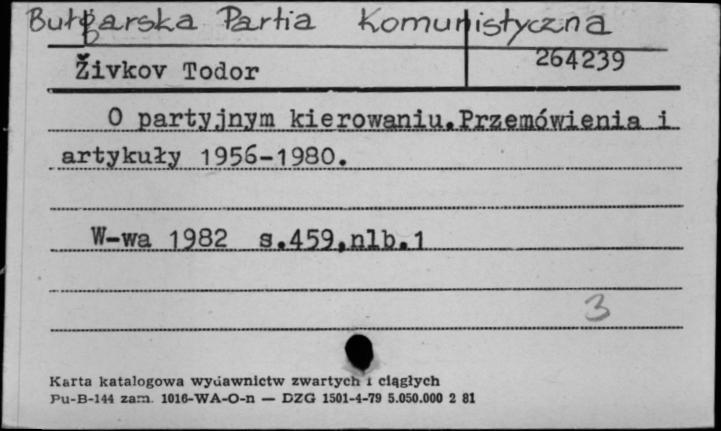 Bułgarska Partia Komunistyczna
264239
Živkov Todor
O partyjnym kierowaniu.Przemówienia i
artykuły 1956-1980.
W-wa 1982 s.459,nlb.1
3
Karta katalogowa wydawnictw zwartych i ciągłych
Pu-B-144 zam. 1016-WA-O-n — DZG 1501-4-79 5.050.000 2 81